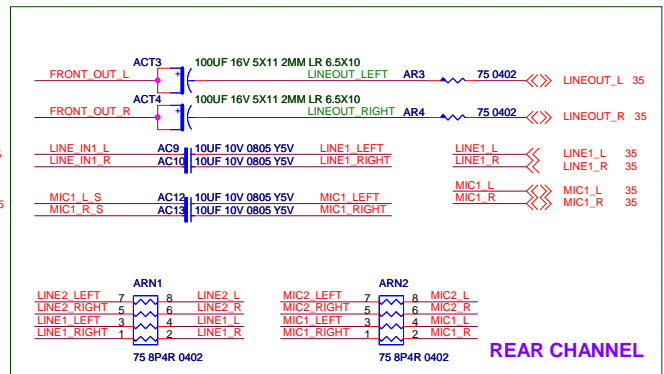 ACT3 100UF 16V 5X11 2MM LR 6.5X10
FRONT_OUT_L LINEOUT_LEFT AR3 75 0402 LINEOUT_L 35
ACT4 100UF 16V 5X11 2MM LR 6.5X10
FRONT_OUT_R LINEOUT_RIGHT AR4 75 0402 LINEOUT_R 35
LINE_IN1_L AC9 10UF 10V 0805 Y5V LINE1_LEFT LINE1_L LINE1_L 35
LINE_IN1_R AC10 10UF 10V 0805 Y5V LINE1_RIGHT LINE1_R LINE1_R 35
MIC1_L_S AC12 10UF 10V 0805 Y5V MIC1_LEFT MIC1_L MIC1_L 35
MIC1_R_S AC13 10UF 10V 0805 Y5V MIC1_RIGHT MIC1_R MIC1_R 35
ARN1 ARN2
LINE2_LEFT 7 8 LINE2_L MIC2_LEFT 7 8 MIC2_L
LINE2_RIGHT 5 6 LINE2_R MIC2_RIGHT 5 6 MIC2_R
LINE1_LEFT 3 4 LINE1_L MIC1_LEFT 3 4 MIC1_L
LINE1_RIGHT 1 2 LINE1_R MIC1_RIGHT 1 2 MIC1_R
75 8P4R 0402 75 8P4R 0402
REAR CHANNEL